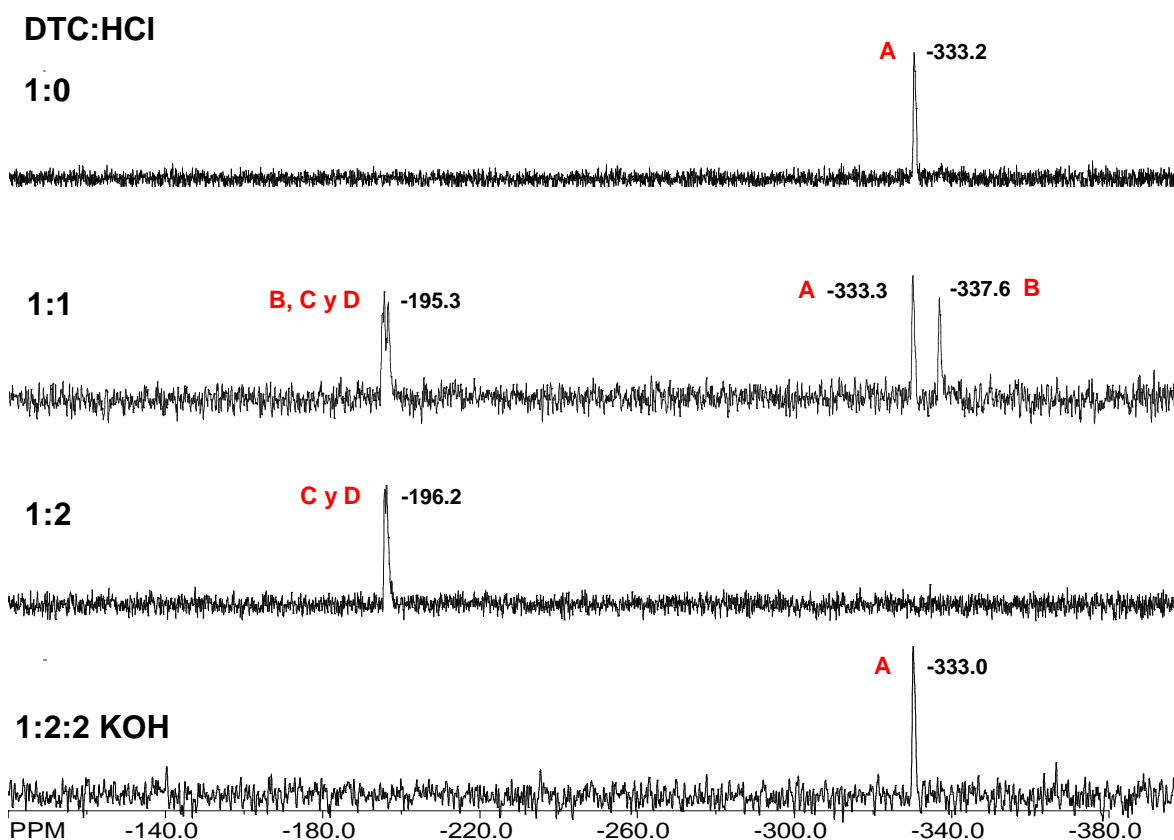 DTC:HCl
1:0
A -333.2
1:1
B, C y D -195.3
A -333.3 -337.6 B
1:2
C y D -196.2
1:2:2 KOH
A -333.0
PPM -140.0 -180.0 -220.0 -260.0 -300.0 -340.0 -380.0